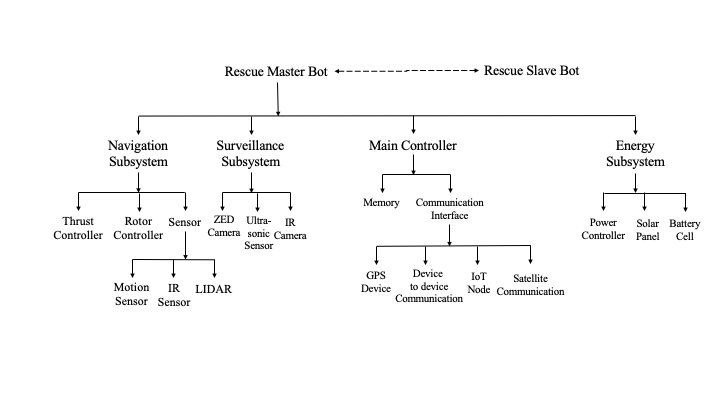 Rescue Master Bot
Rescue Slave Bot
Navigation
Subsystem
Surveillance
Subsystem
Main Controller
Energy
Subsystem
Thrust
Controller
Rotor
Controller
Sensor
ZED
Camera
Ultra-
sonic
Sensor
IR
Camera
Memory
Communication
Interface
Power
Controller
Solar
Panel
Battery
Cell
Motion
Sensor
IR
Sensor
LIDAR
GPS
Device
Device
to device
Communication
IoT
Node
Satellite
Communication